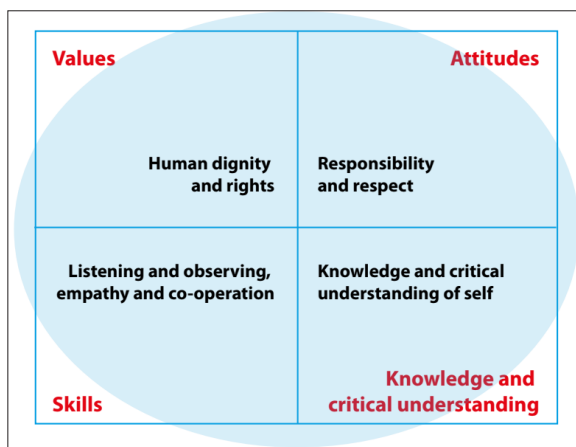 Values
Attitudes
Human dignity
and rights
Responsibility
and respect
Listening and observing,
empathy and co-operation
Knowledge and critical
understanding of self
Skills
Knowledge and
critical understanding